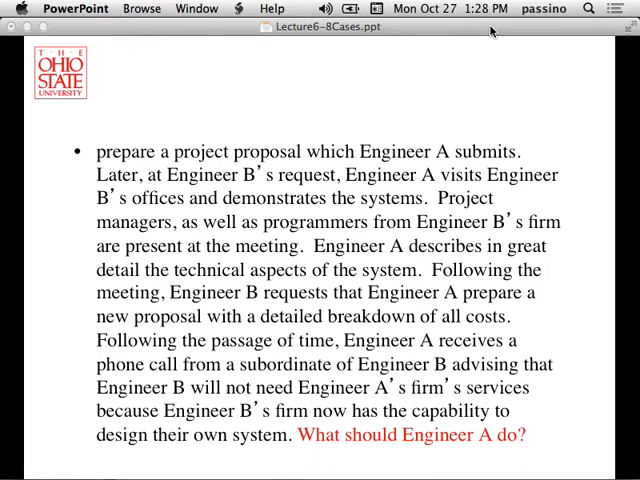 PowerPoint Browse Window Help Mon Oct 27 1:28 PM passino
Lecture6-8Cases.ppt
T · H · E
OHIO
STATE
UNIVERSITY
• prepare a project proposal which Engineer A submits.
Later, at Engineer B’s request, Engineer A visits Engineer
B’s offices and demonstrates the systems. Project
managers, as well as programmers from Engineer B’s firm
are present at the meeting. Engineer A describes in great
detail the technical aspects of the system. Following the
meeting, Engineer B requests that Engineer A prepare a
new proposal with a detailed breakdown of all costs.
Following the passage of time, Engineer A receives a
phone call from a subordinate of Engineer B advising that
Engineer B will not need Engineer A’s firm’s services
because Engineer B’s firm now has the capability to
design their own system. What should Engineer A do?